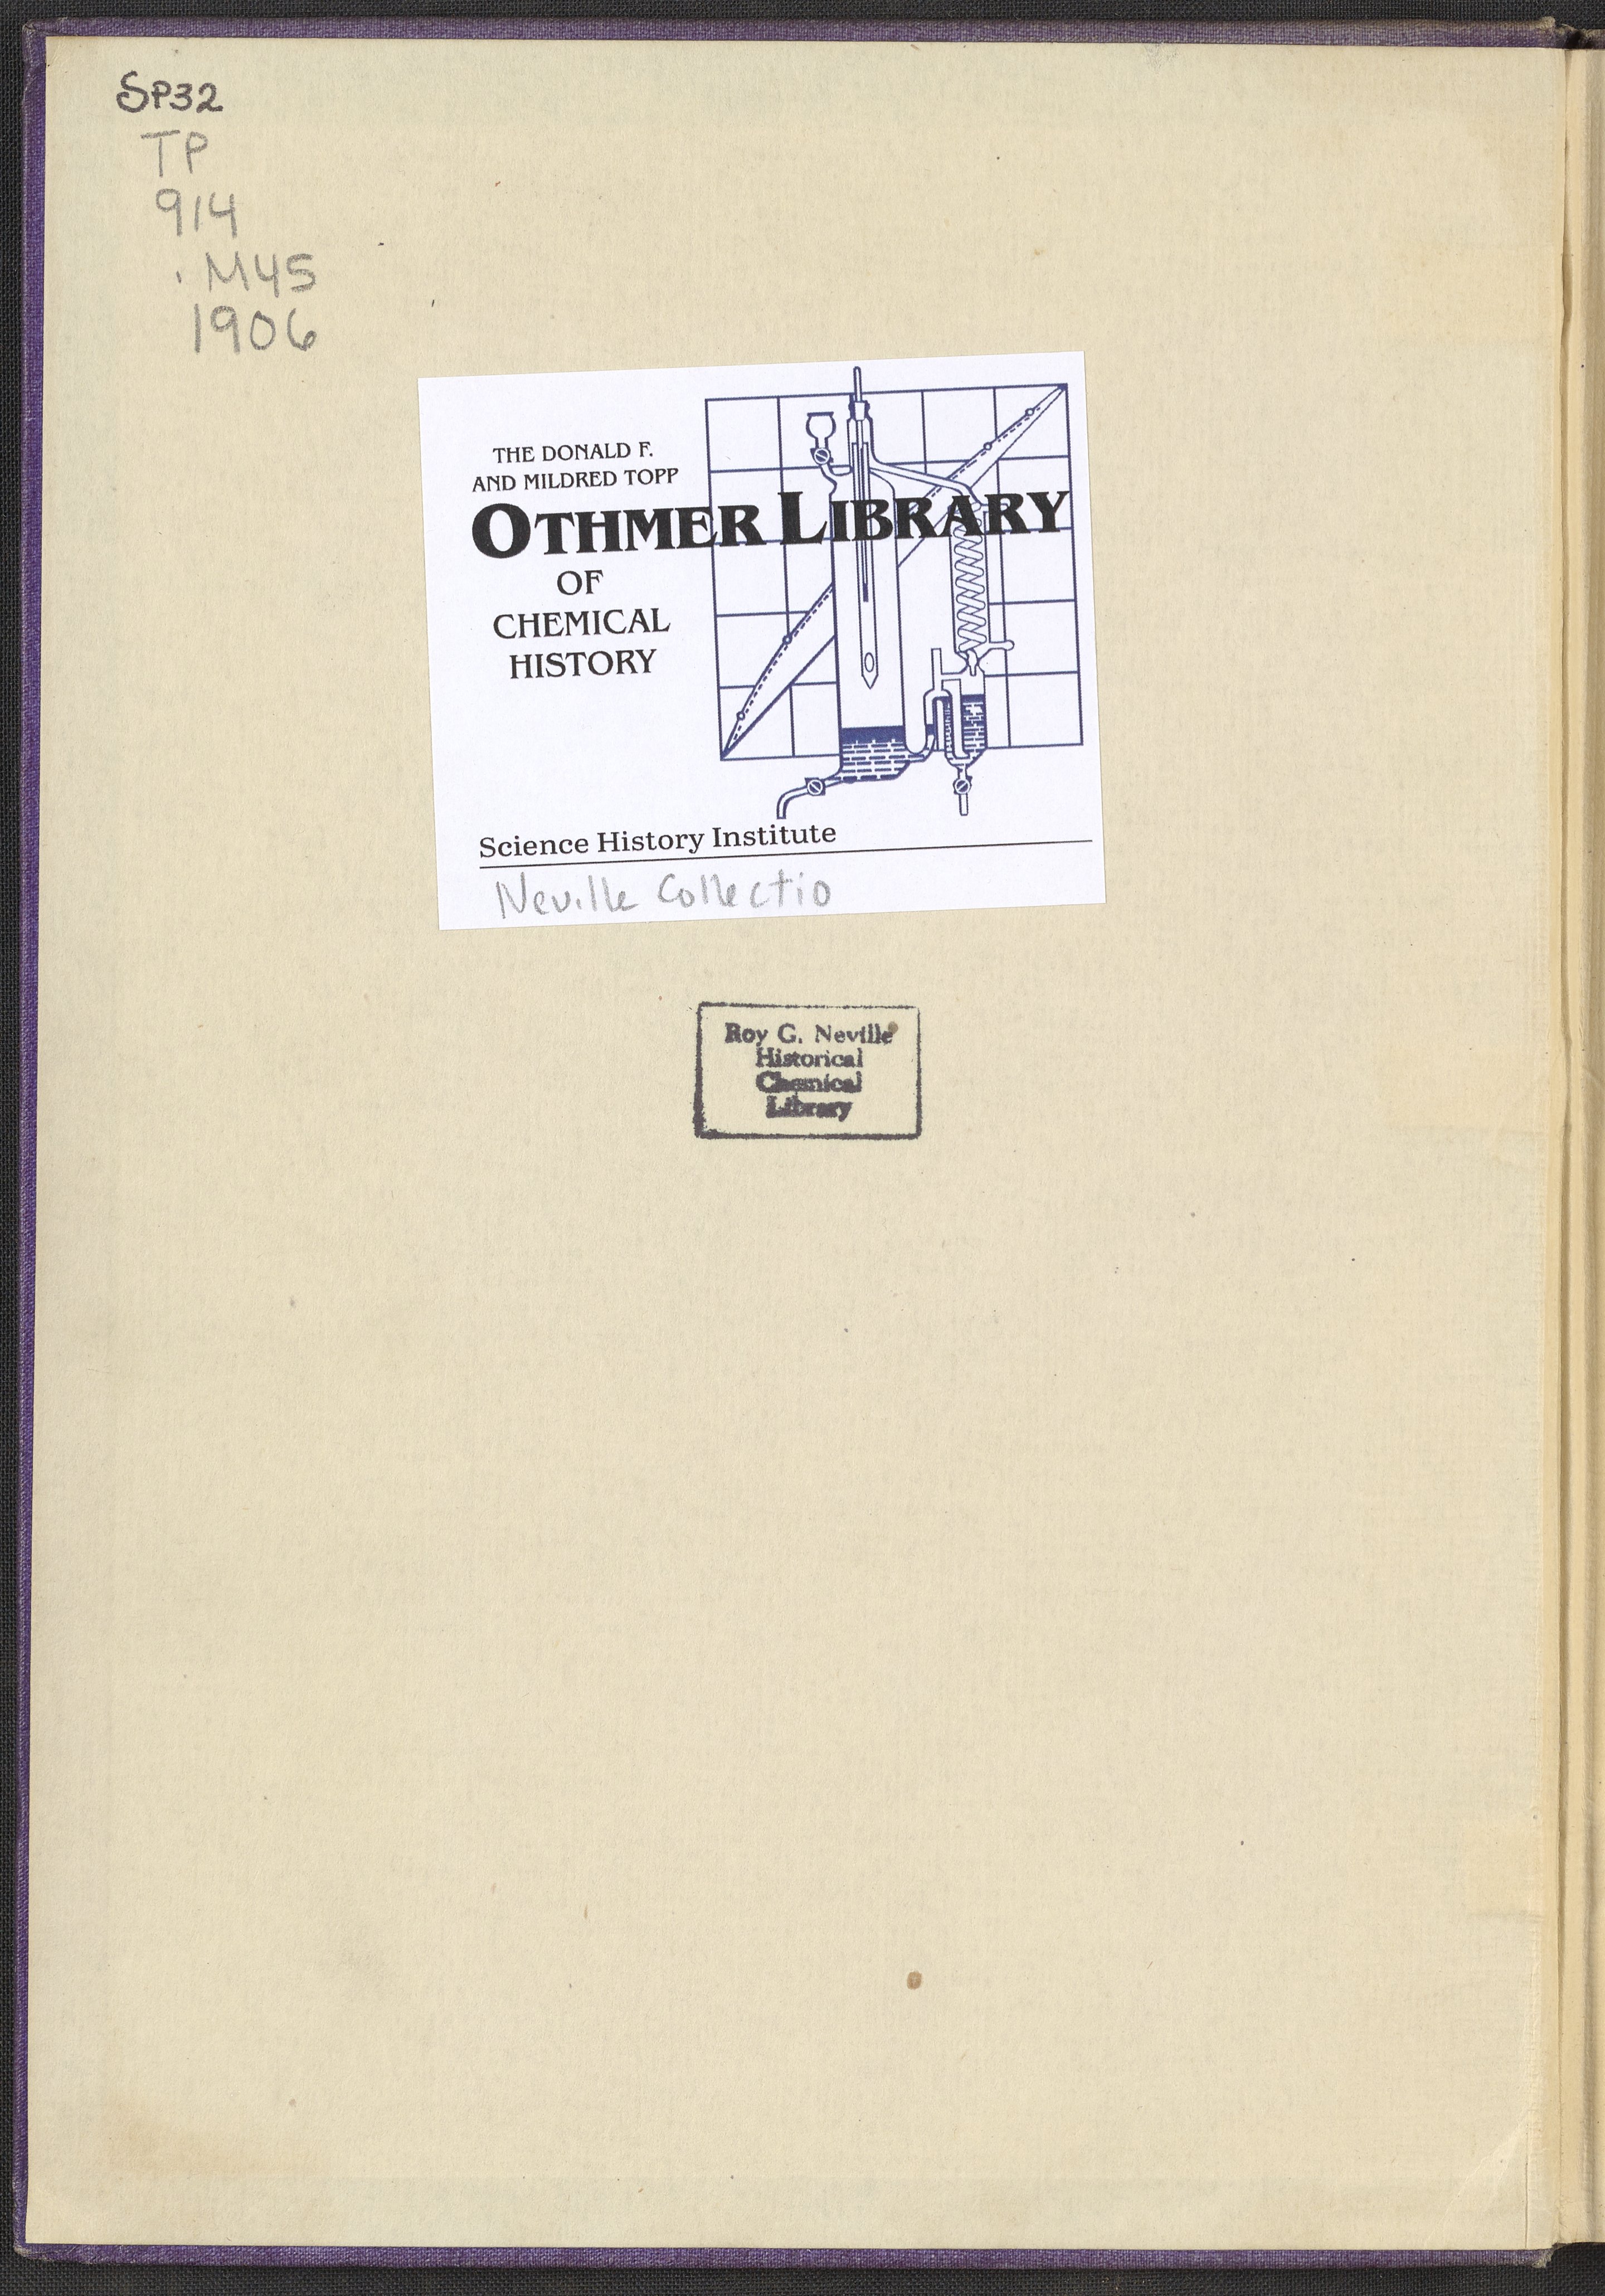 SP32
TP
914
.M45
1906
THE DONALD F.
AND MILDRED TOPP
OTHMER LIBRARY
OF
CHEMICAL
HISTORY
Science History Institute
Neville Collectio
Roy G. Neville
Historical
Chemical
Library